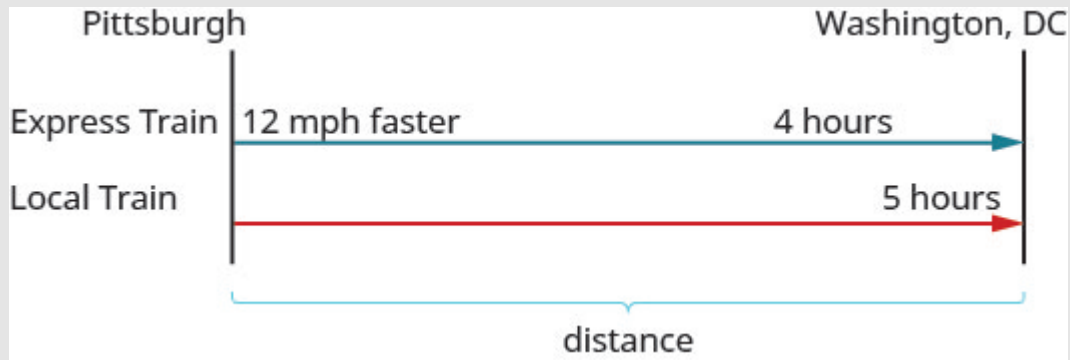 Pittsburgh Washington, DC
Express Train 12 mph faster 4 hours
Local Train 5 hours
distance